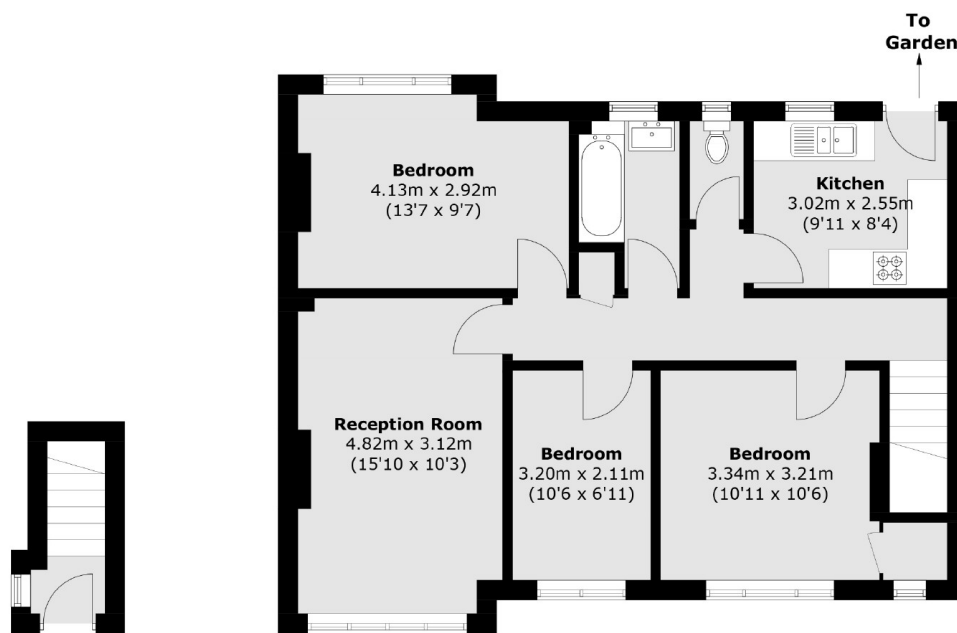 To
Garden
Bedroom
4.13m x 2.92m
(13'7 x 9'7)
Kitchen
3.02m x 2.55m
(9'11 x 8'4)
Reception Room
4.82m x 3.12m
(15'10 x 10'3)
Bedroom
3.20m x 2.11m
(10'6 x 6'11)
Bedroom
3.34m x 3.21m
(10'11 x 10'6)